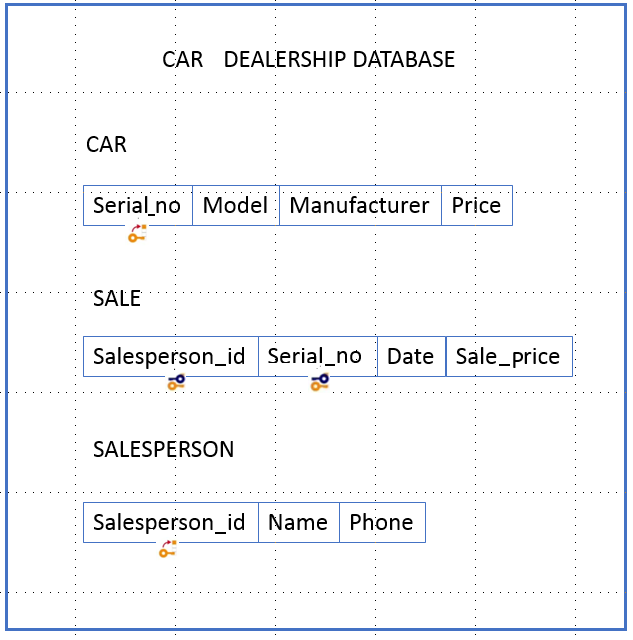 CAR DEALERSHIP DATABASE
CAR
Serial_no Model Manufacturer Price
SALE
Salesperson_id Serial_no Date Sale_price
SALESPERSON
Salesperson_id Name Phone